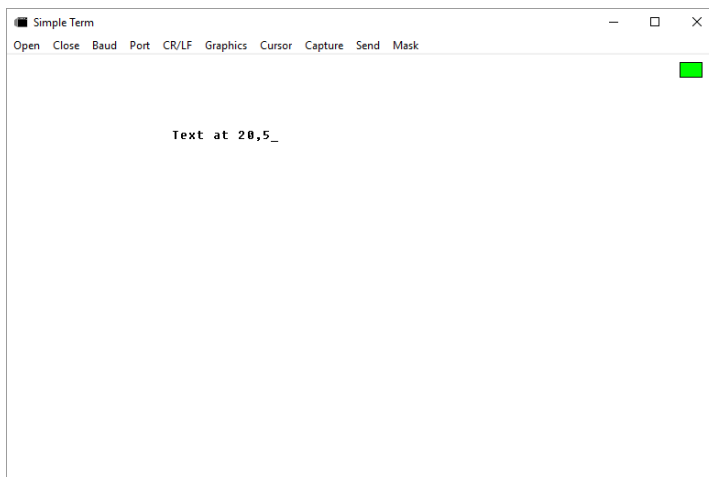 Simple Term
Open Close Baud Port CR/LF Graphics Cursor Capture Send Mask
Text at 20,5_